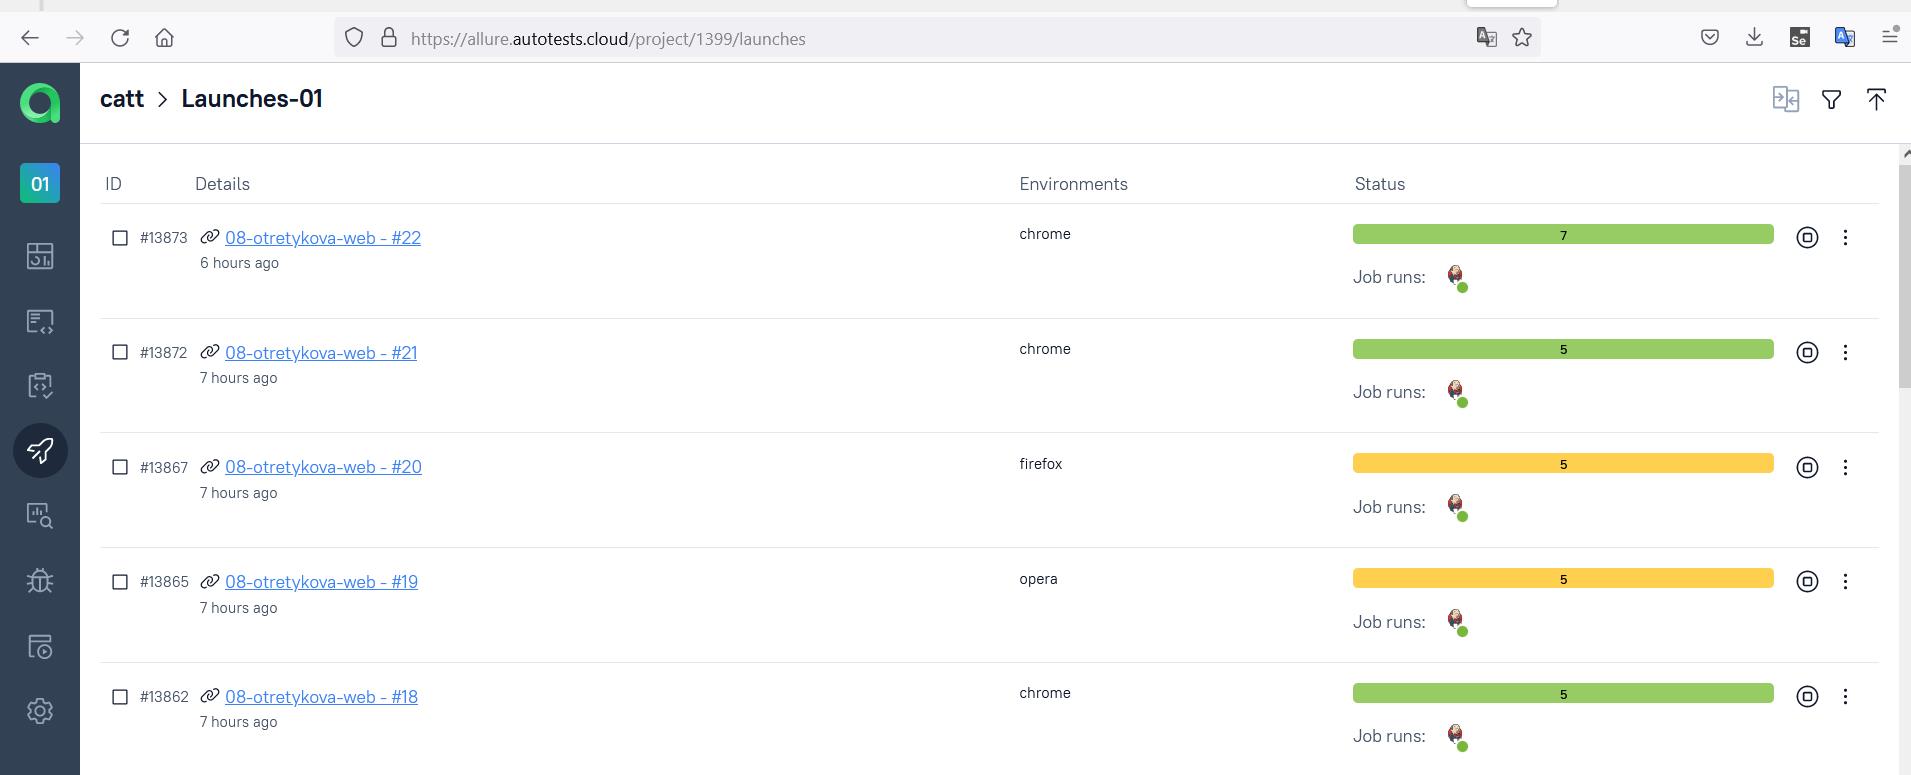 https://allure.autotests.cloud/project/1399/launches
Se
catt > Launches-01
01
ID Details Environments Status
#13873 08-otretykova-web - #22 chrome 7
6 hours ago
Job runs:
#13872 08-otretykova-web - #21 chrome 5
7 hours ago
Job runs:
#13867 08-otretykova-web - #20 firefox 5
7 hours ago
Job runs:
#13865 08-otretykova-web - #19 opera 5
7 hours ago
Job runs:
#13862 08-otretykova-web - #18 chrome 5
7 hours ago
Job runs: